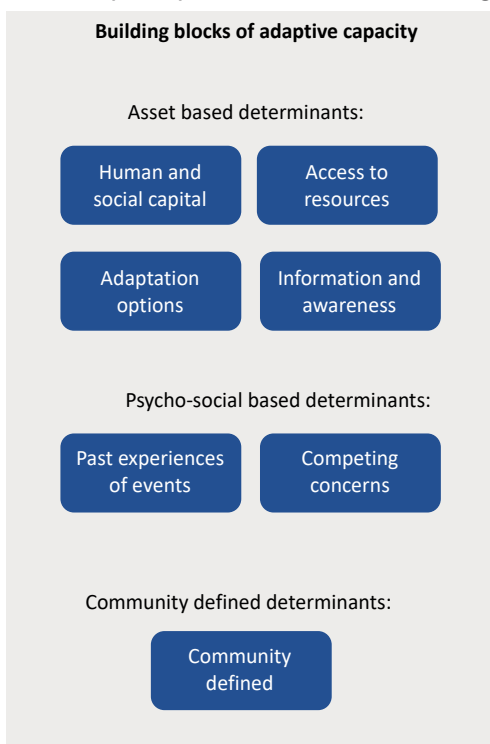 Building blocks of adaptive capacity
Asset based determinants:
Human and
social capital
Access to
resources
Adaptation
options
Information and
awareness
Psycho-social based determinants:
Past experiences
of events
Competing
concerns
Community defined determinants:
Community
defined